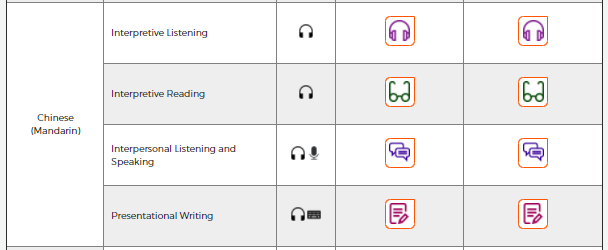 Interpretive Listening
Interpretive Reading
Chinese
(Mandarin)
Interpersonal Listening and
Speaking
Presentational Writing